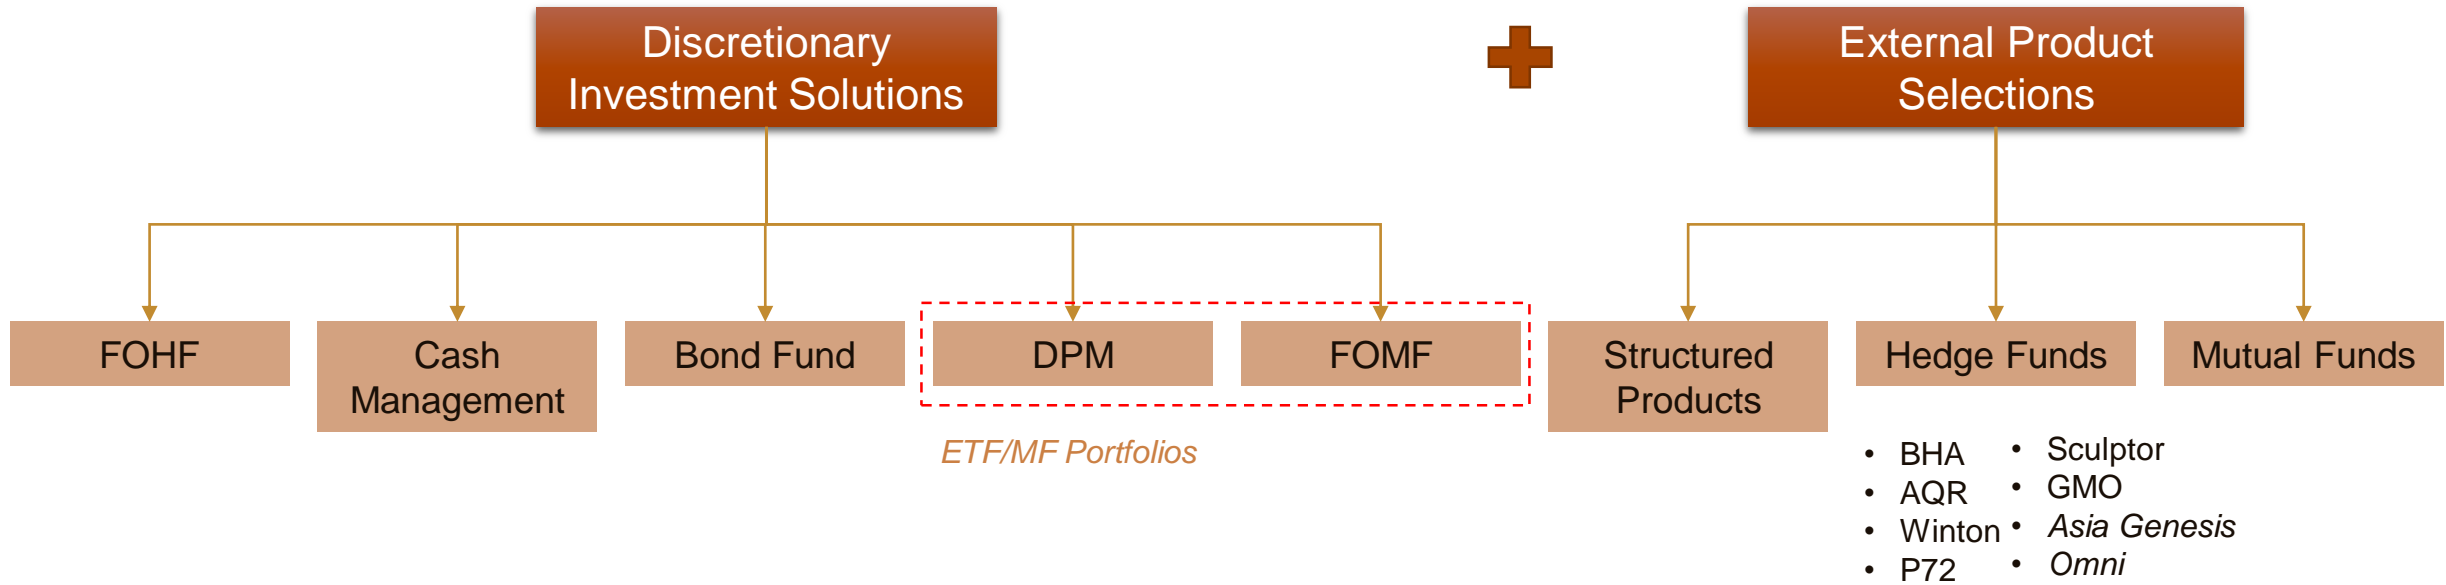 Discretionary
Investment Solutions
External Product
Selections
FOHF
Cash
Management
Bond Fund
DPM
FOMF
Structured
Products
Hedge Funds
Mutual Funds
ETF/MF Portfolios
• BHA
• AQR
• Winton
• P72
• Sculptor
• GMO
• Asia Genesis
• Omni